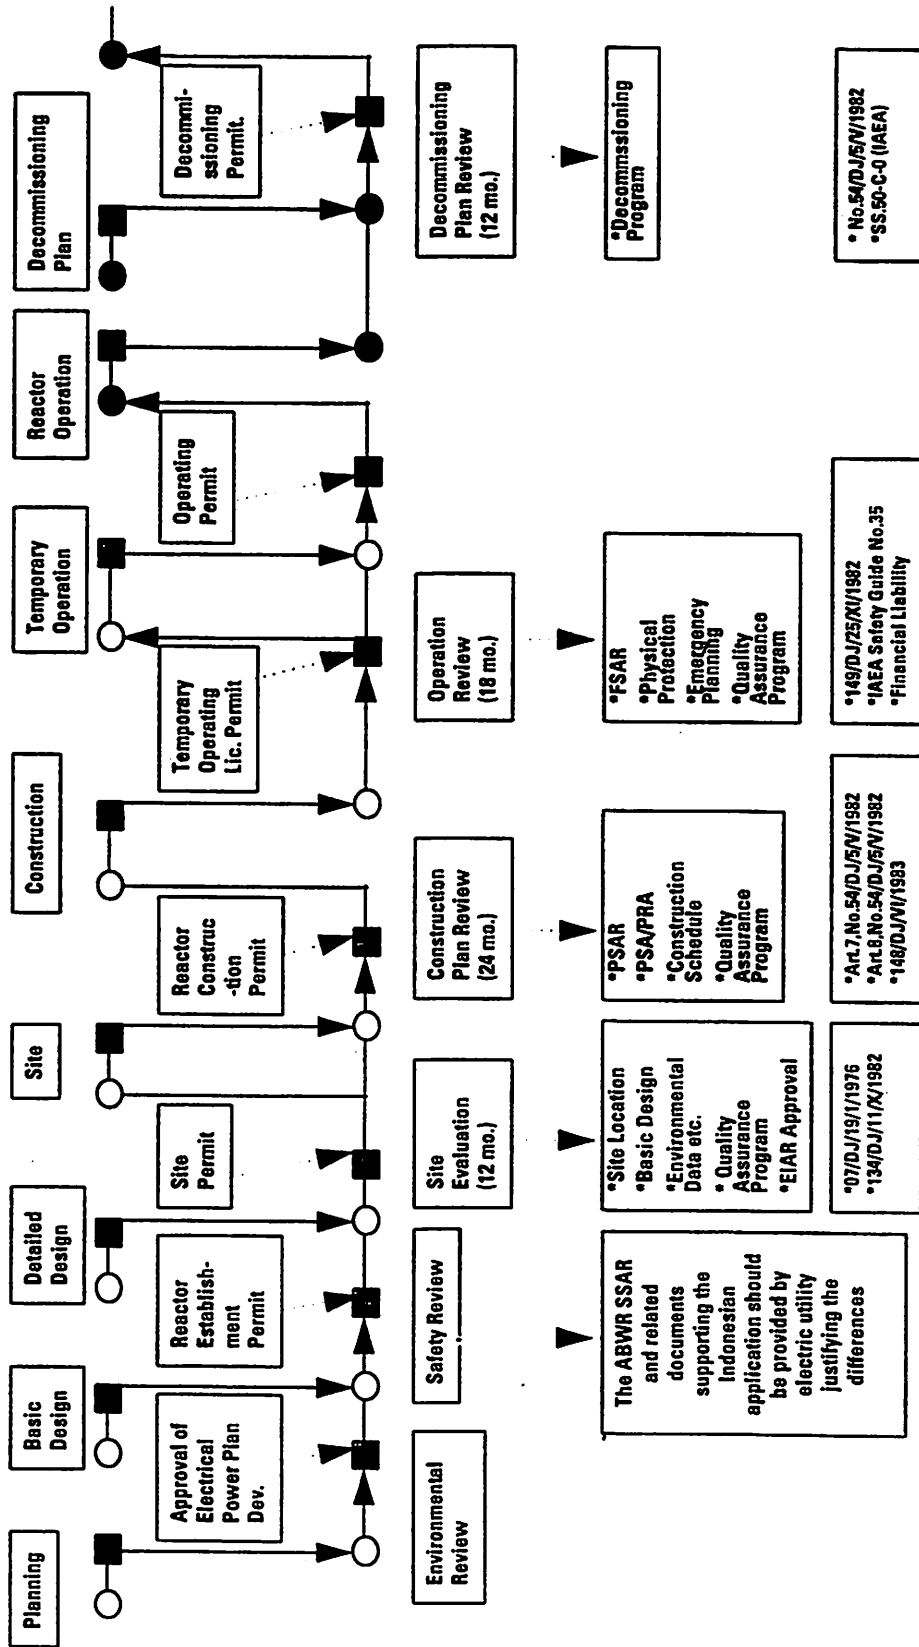 Planning
Basic
Design
Detailed
Design
Site
Construction
Temporary
Operation
Reactor
Operation
Decommissioning
Plan
Approval of
Electrical
Power Plan
Dev.
Reactor
Establish-
ment
Permit
Site
Permit
Reactor
Construc
-tion
Permit
Temporary
Operating
Lic. Permit
Operating
Permit
Decommi-
ssioning
Permit.
Environmental
Review
Safety Review
Site
Evaluation
(12 mo.)
Construction
Plan Review
(24 mo.)
Operation
Review
(18 mo.)
Decommissioning
Plan Review
(12 mo.)
The ABWR SSAR
and related
documents
supporting the
Indonesian
application should
be provided by
electric utility
justifying the
differences
*Site Location
*Basic Design
*Environmental
Data etc.
* Quality
Assurance
Program
*EIAR Approval
*PSAR
*PSA/PRA
*Construction
Schedule
*Quality
Assurance
Program
*FSAR
*Physical
Protection
*Emergency
Planning
*Quality
Assurance
Program
*Decommssioning
Program
*07/DJ/19/1/1976
*134/DJ/11/X/1982
*Art.7,No.54/DJ/5/V/1982
*Art.8,No.54/DJ/5/V/1982
*148/DJ/VI/1983
*149/DJ/25/XI/1982
*IAEA Safety Guide No.35
*Financial Liability
* No.54/DJ/5/V/1982
*SS.50-C-0 (IAEA)